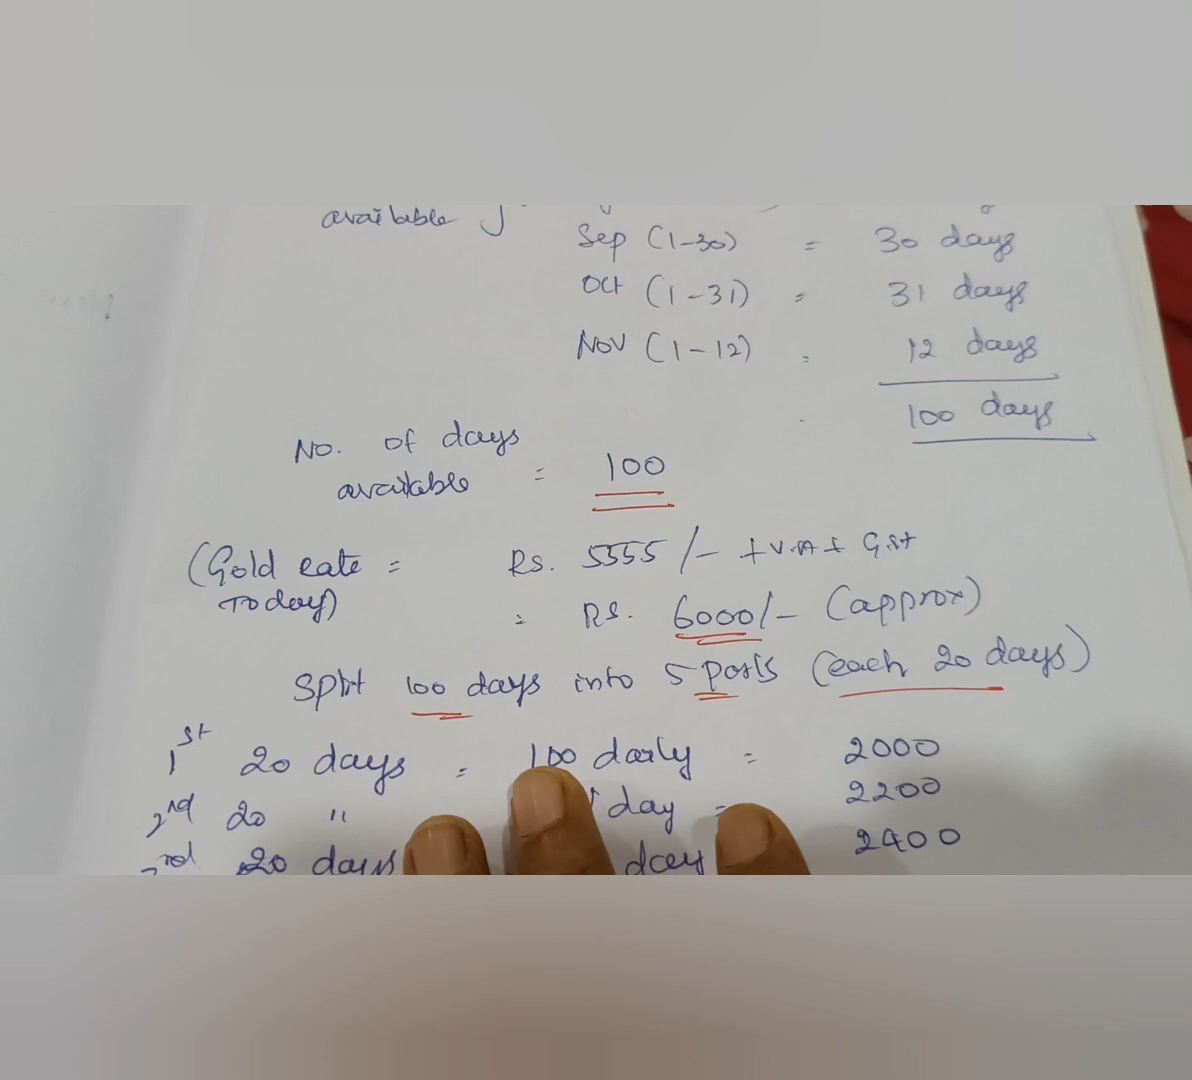 available
Sep (1-30) = 30 days
Oct (1-31) = 31 days
Nov (1-12) = 12 days
100 days
No. of days
available = 100
(Gold rate = Rs. 5555/- + V.A + G.st
Today) = Rs. 6000/- (approx)
Split 100 days into 5 parts (each 20 days)
1st 20 days = 100 daily = 2000
2nd 20 " day = 2200
20 days day 2400